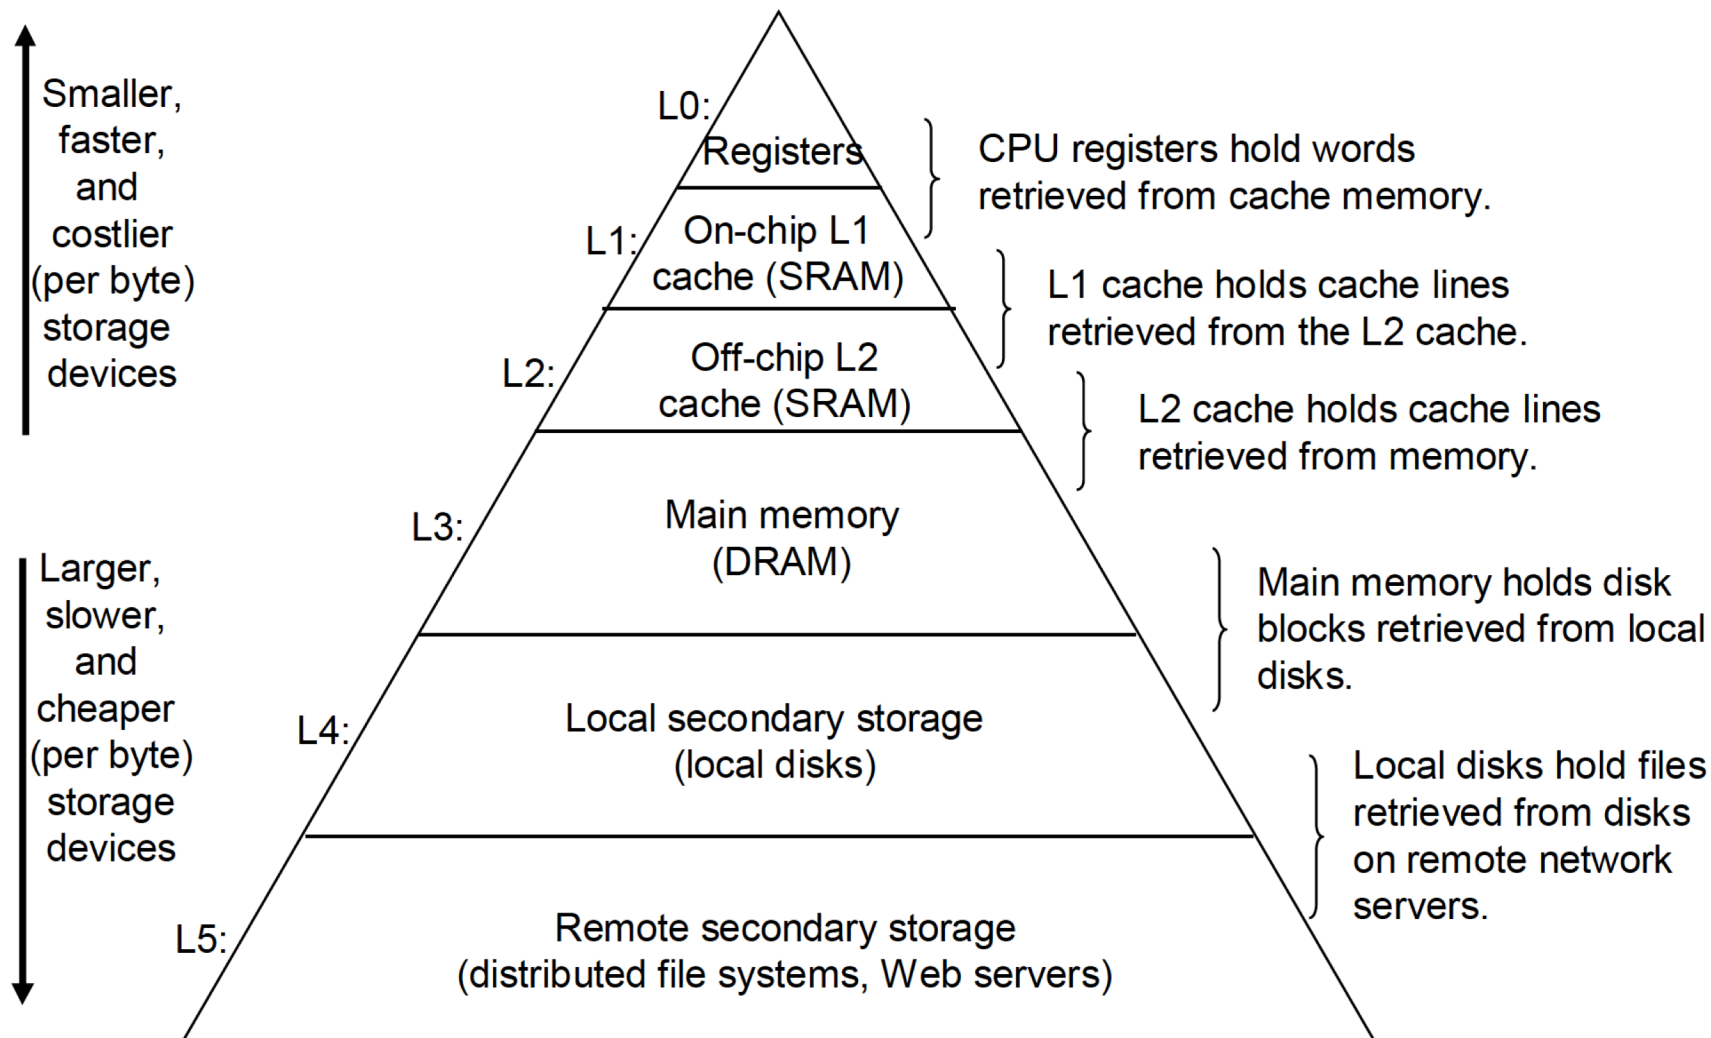 Smaller,
faster,
and
costlier
(per byte)
storage
devices
Larger,
slower,
and
cheaper
(per byte)
storage
devices
L0:
Registers
L1:
On-chip L1
cache (SRAM)
L2:
Off-chip L2
cache (SRAM)
L3:
Main memory
(DRAM)
L4:
Local secondary storage
(local disks)
L5:
Remote secondary storage
(distributed file systems, Web servers)
CPU registers hold words
retrieved from cache memory.
L1 cache holds cache lines
retrieved from the L2 cache.
L2 cache holds cache lines
retrieved from memory.
Main memory holds disk
blocks retrieved from local
disks.
Local disks hold files
retrieved from disks
on remote network
servers.